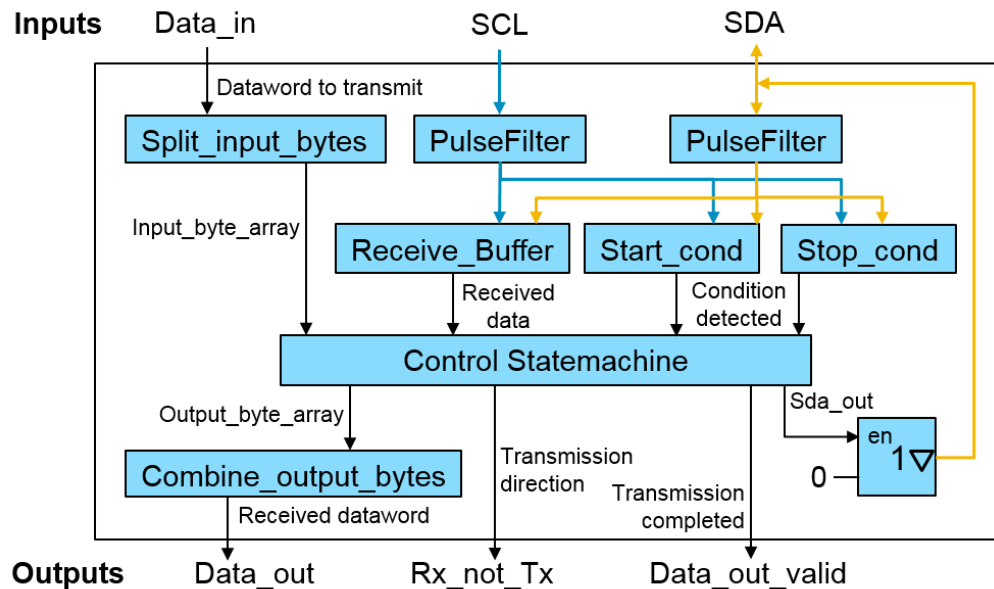 Inputs Data_in SCL SDA
Dataword to transmit
Split_input_bytes PulseFilter PulseFilter
Input_byte_array
Receive_Buffer Start_cond Stop_cond
Received
data
Condition
detected
Control Statemachine
Output_byte_array
Sda_out
en
1
0
Combine_output_bytes
Transmission
direction
Transmission
completed
Received dataword
Outputs Data_out Rx_not_Tx Data_out_valid